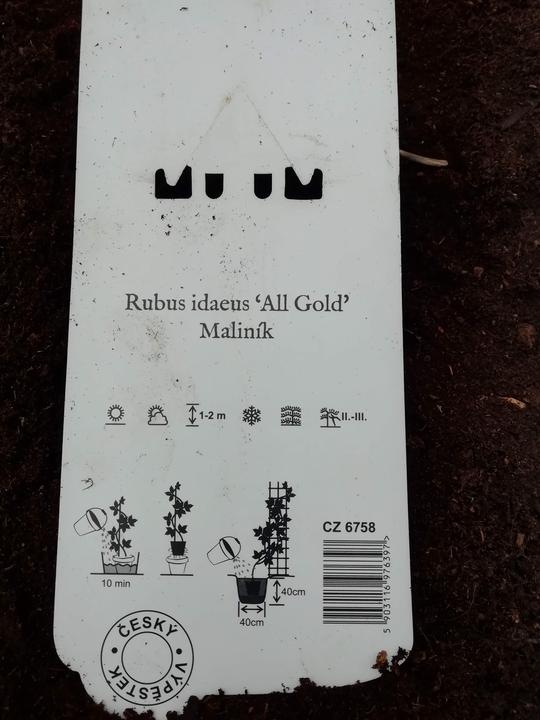 Rubus idaeus ‘All Gold’
Maliník
1-2 m
II.-III.
10 min
40cm
40cm
CZ 6758
5 903116 976397 >
ČESKÝ
VÝPĚSTEK